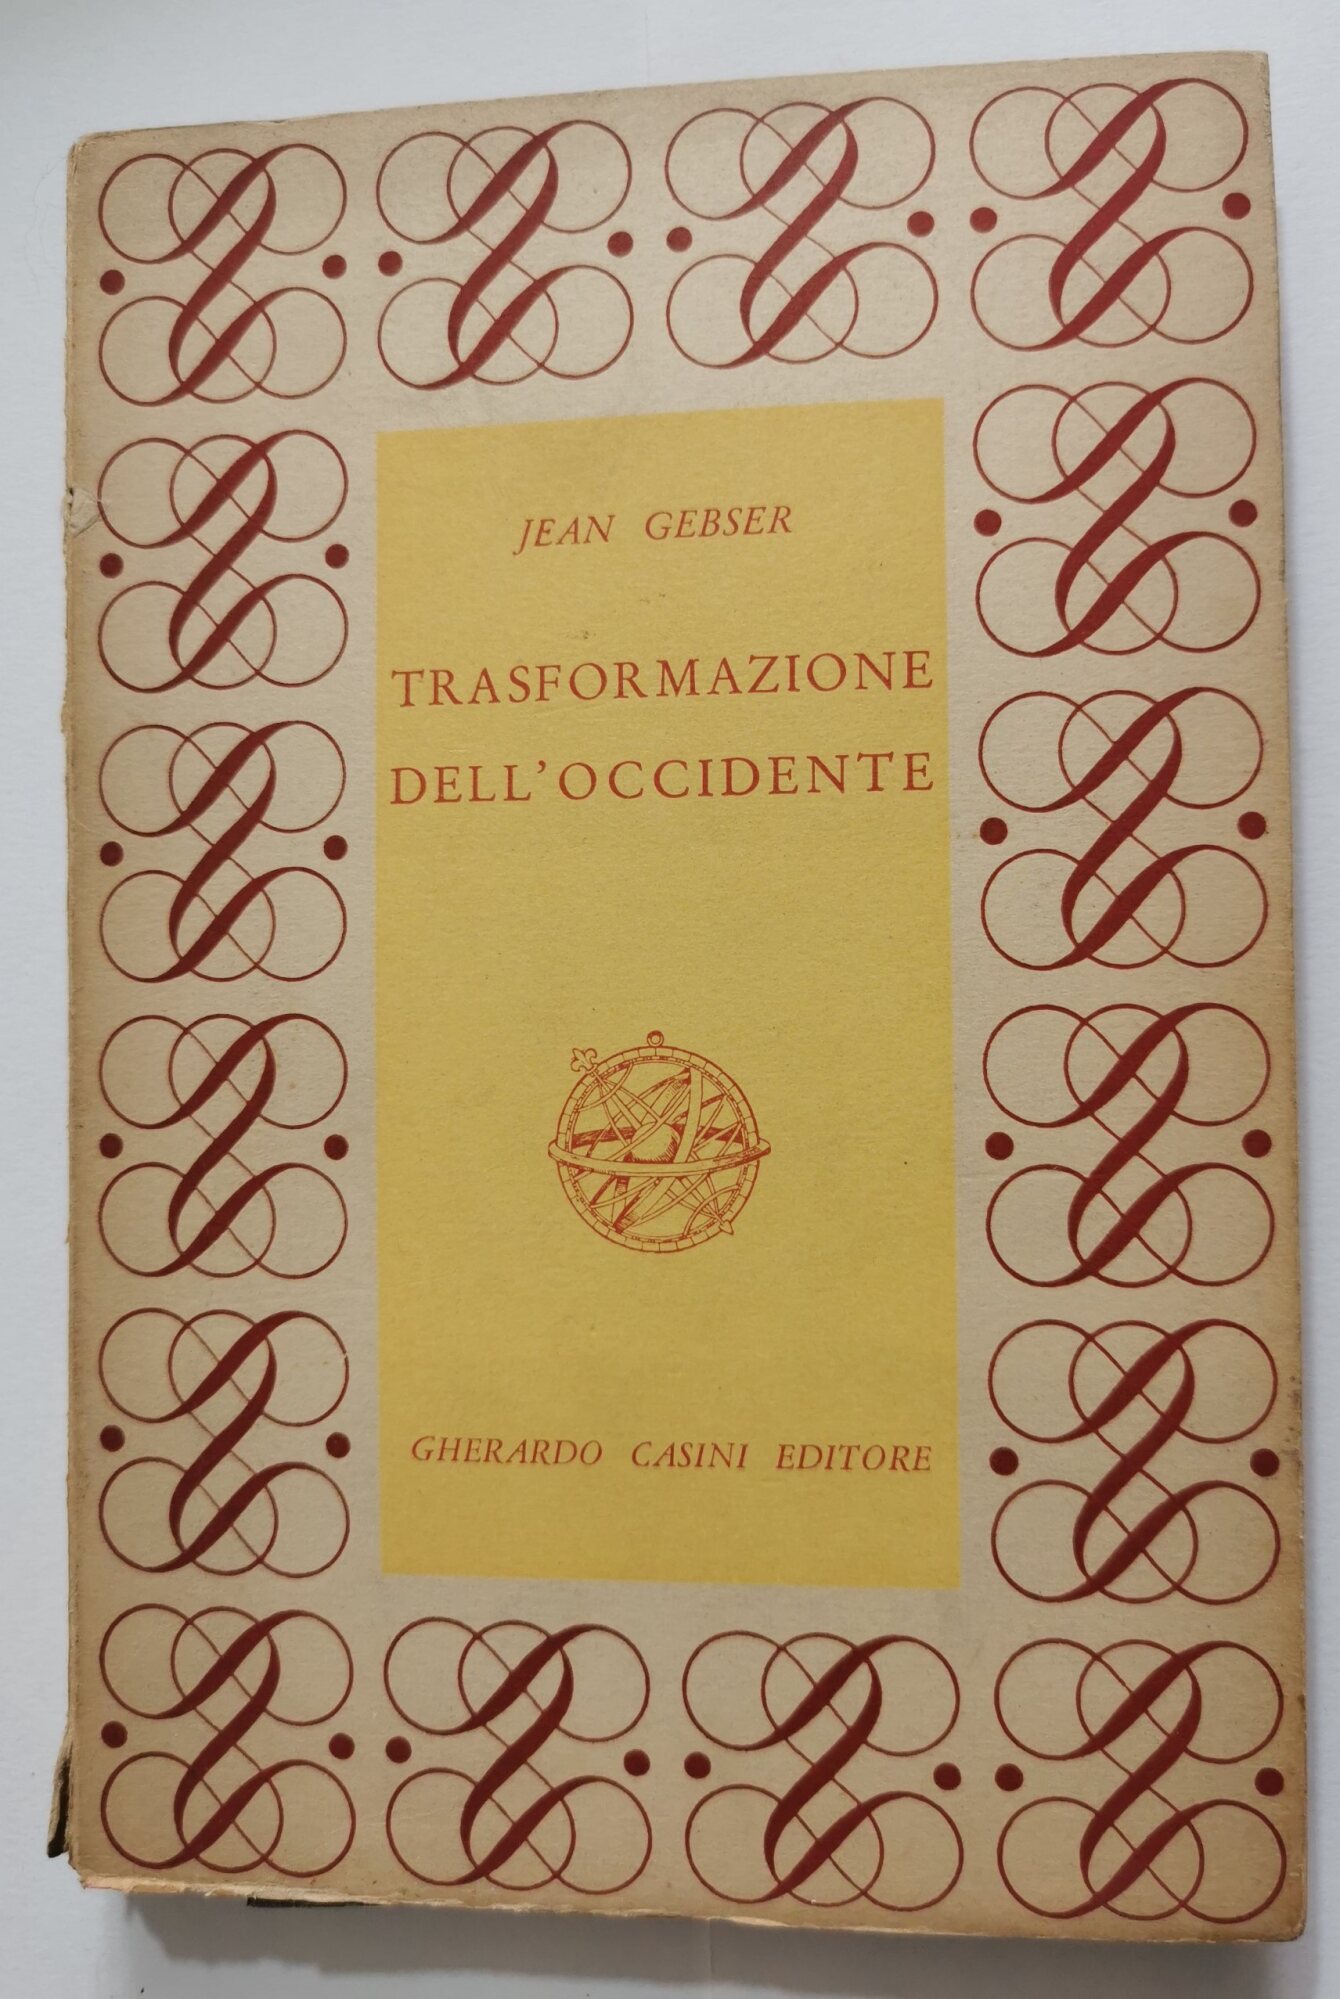 JEAN GEBSER
TRASFORMAZIONE
DELL'OCCIDENTE
GHERARDO CASINI EDITORE